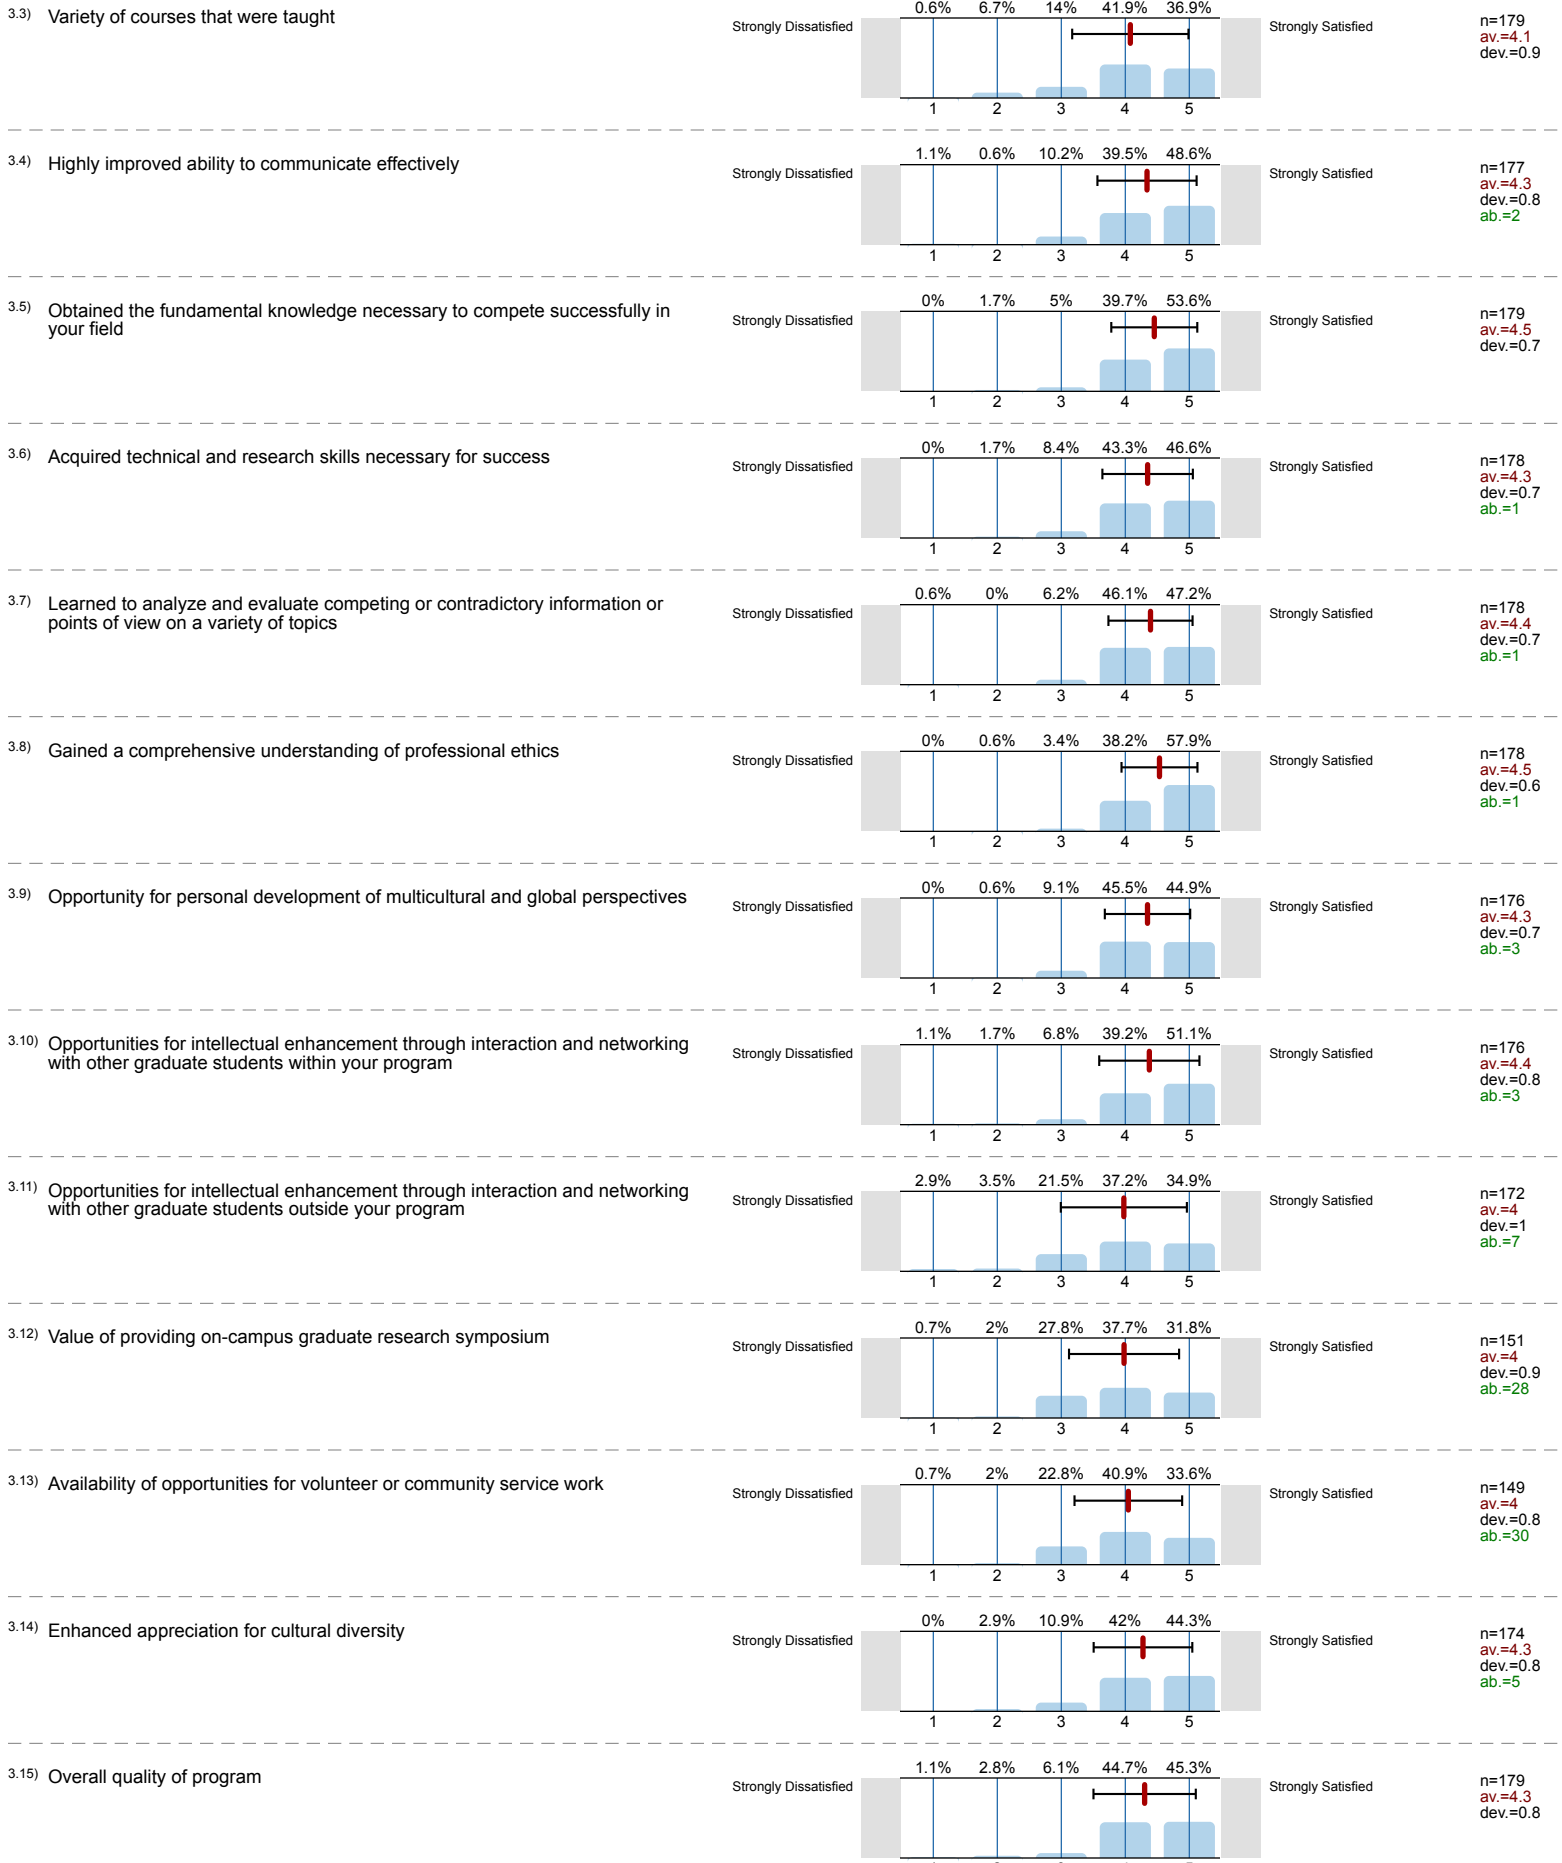 3.3) Variety of courses that were taught
Strongly Dissatisfied
0.6% 6.7% 14% 41.9% 36.9%
1 2 3 4 5
Strongly Satisfied
n=179
av.=4.1
dev.=0.9
3.4) Highly improved ability to communicate effectively
Strongly Dissatisfied
1.1% 0.6% 10.2% 39.5% 48.6%
1 2 3 4 5
Strongly Satisfied
n=177
av.=4.3
dev.=0.8
ab.=2
3.5) Obtained the fundamental knowledge necessary to compete successfully in
your field
Strongly Dissatisfied
0% 1.7% 5% 39.7% 53.6%
1 2 3 4 5
Strongly Satisfied
n=179
av.=4.5
dev.=0.7
3.6) Acquired technical and research skills necessary for success
Strongly Dissatisfied
0% 1.7% 8.4% 43.3% 46.6%
1 2 3 4 5
Strongly Satisfied
n=178
av.=4.3
dev.=0.7
ab.=1
3.7) Learned to analyze and evaluate competing or contradictory information or
points of view on a variety of topics
Strongly Dissatisfied
0.6% 0% 6.2% 46.1% 47.2%
1 2 3 4 5
Strongly Satisfied
n=178
av.=4.4
dev.=0.7
ab.=1
3.8) Gained a comprehensive understanding of professional ethics
Strongly Dissatisfied
0% 0.6% 3.4% 38.2% 57.9%
1 2 3 4 5
Strongly Satisfied
n=178
av.=4.5
dev.=0.6
ab.=1
3.9) Opportunity for personal development of multicultural and global perspectives
Strongly Dissatisfied
0% 0.6% 9.1% 45.5% 44.9%
1 2 3 4 5
Strongly Satisfied
n=176
av.=4.3
dev.=0.7
ab.=3
3.10) Opportunities for intellectual enhancement through interaction and networking
with other graduate students within your program
Strongly Dissatisfied
1.1% 1.7% 6.8% 39.2% 51.1%
1 2 3 4 5
Strongly Satisfied
n=176
av.=4.4
dev.=0.8
ab.=3
3.11) Opportunities for intellectual enhancement through interaction and networking
with other graduate students outside your program
Strongly Dissatisfied
2.9% 3.5% 21.5% 37.2% 34.9%
1 2 3 4 5
Strongly Satisfied
n=172
av.=4
dev.=1
ab.=7
3.12) Value of providing on-campus graduate research symposium
Strongly Dissatisfied
0.7% 2% 27.8% 37.7% 31.8%
1 2 3 4 5
Strongly Satisfied
n=151
av.=4
dev.=0.9
ab.=28
3.13) Availability of opportunities for volunteer or community service work
Strongly Dissatisfied
0.7% 2% 22.8% 40.9% 33.6%
1 2 3 4 5
Strongly Satisfied
n=149
av.=4
dev.=0.8
ab.=30
3.14) Enhanced appreciation for cultural diversity
Strongly Dissatisfied
0% 2.9% 10.9% 42% 44.3%
1 2 3 4 5
Strongly Satisfied
n=174
av.=4.3
dev.=0.8
ab.=5
3.15) Overall quality of program
Strongly Dissatisfied
1.1% 2.8% 6.1% 44.7% 45.3%
Strongly Satisfied
n=179
av.=4.3
dev.=0.8